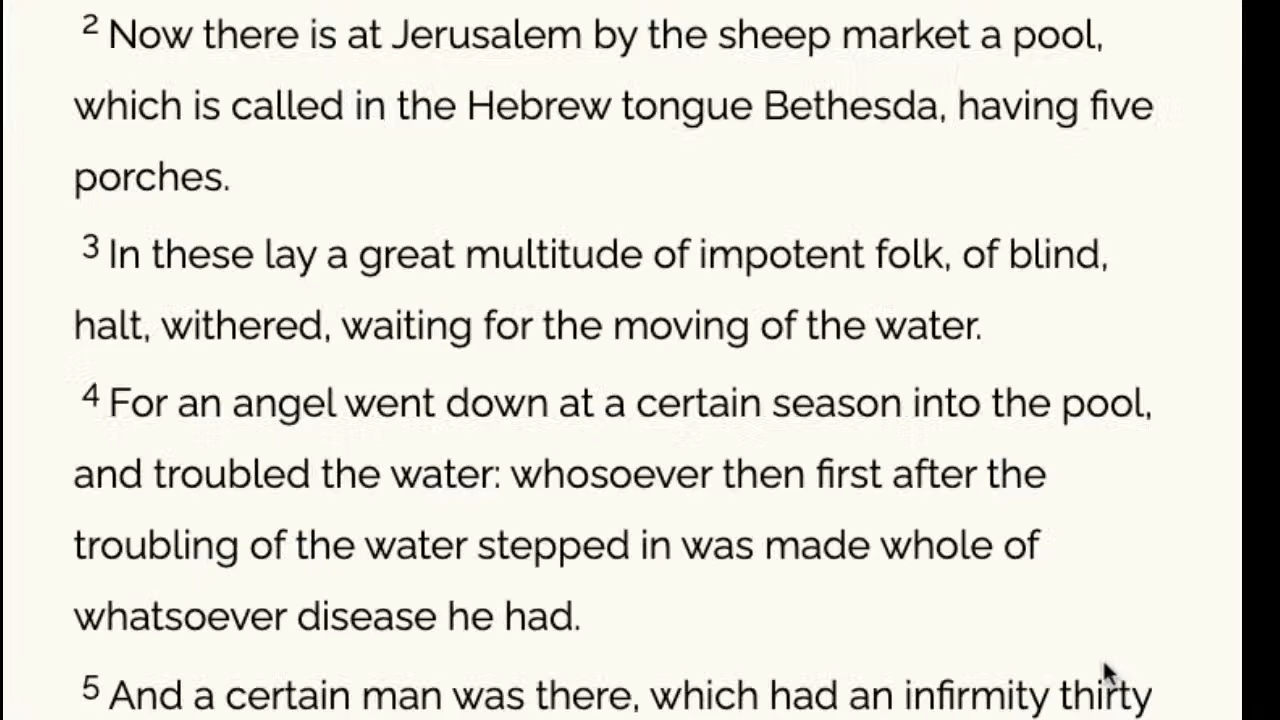 2 Now there is at Jerusalem by the sheep market a pool,
which is called in the Hebrew tongue Bethesda, having five
porches.
3 In these lay a great multitude of impotent folk, of blind,
halt, withered, waiting for the moving of the water.
4 For an angel went down at a certain season into the pool,
and troubled the water: whosoever then first after the
troubling of the water stepped in was made whole of
whatsoever disease he had.
5 And a certain man was there, which had an infirmity thirty